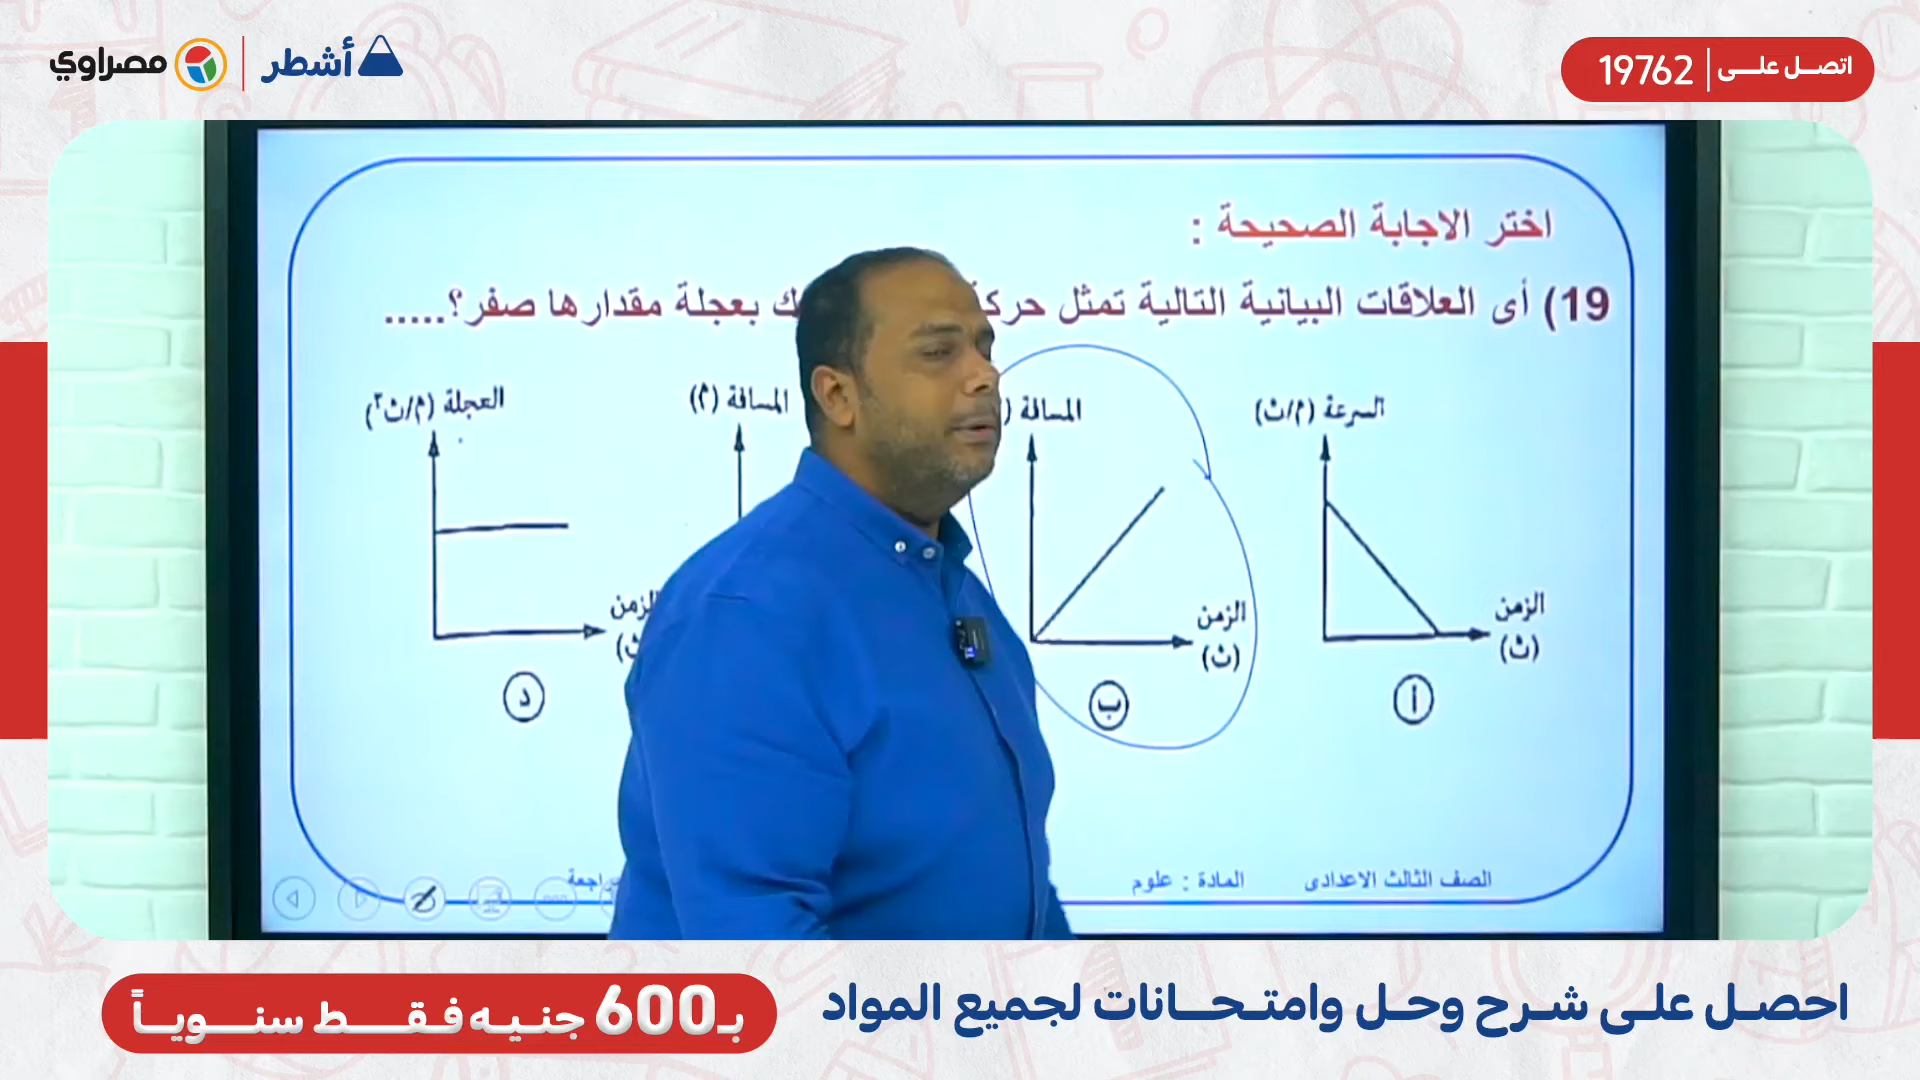 مصراوي
أشطر
اتصل على 19762
اختر الاجابة الصحيحة :
19) أى العلاقات البيانية التالية تمثل حركة بعجلة مقدارها صفر؟.....
السرعة (م/ث)
الزمن
(ث)
أ
المسافة
الزمن
(ث)
ب
المسافة (م)
العجلة (م/ث٢)
الزمن
د
الصف الثالث الاعدادى
المادة : علوم
احصل على شرح وحل وامتحانات لجميع المواد
بـ600 جنيه فقط سنوياً